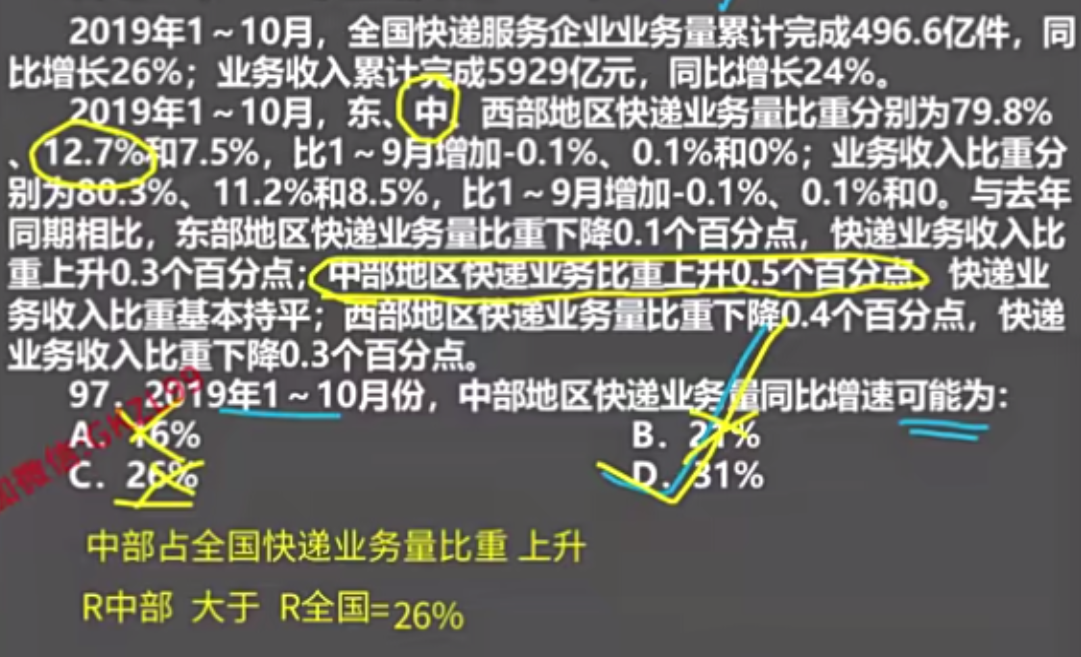 2019年1～10月，全国快递服务企业业务量累计完成496.6亿件，同
比增长26%；业务收入累计完成5929亿元，同比增长24%。
2019年1～10月，东、中、西部地区快递业务量比重分别为79.8%
、12.7%和7.5%，比1～9月增加-0.1%、0.1%和0%；业务收入比重分
别为80.3%、11.2%和8.5%，比1～9月增加-0.1%、0.1%和0。与去年
同期相比，东部地区快递业务量比重下降0.1个百分点，快递业务收入比
重上升0.3个百分点；中部地区快递业务比重上升0.5个百分点，快递业
务收入比重基本持平；西部地区快递业务量比重下降0.4个百分点，快递
业务收入比重下降0.3个百分点。
97．2019年1～10月份，中部地区快递业务量同比增速可能为：
A．16% B．21%
C．26% D．31%
中部占全国快递业务量比重 上升
R中部 大于 R全国=26%